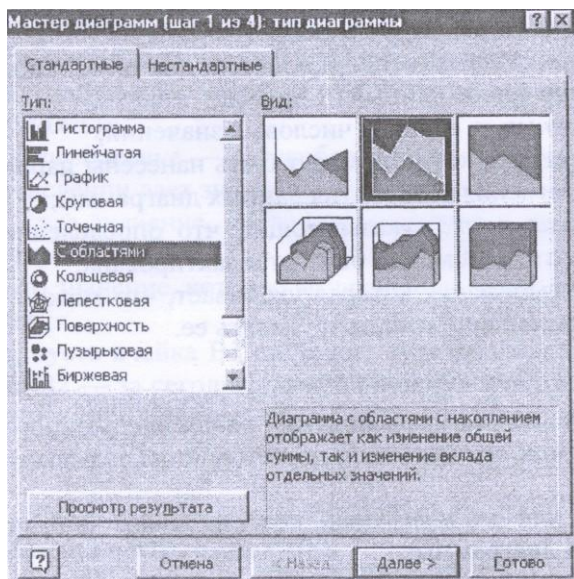 Мастер диаграмм (шаг 1 из 4): тип диаграммы
Стандартные
Нестандартные
Тип:
Гистограмма
Линейчатая
График
Круговая
Точечная
С областями
Кольцевая
Лепестковая
Поверхность
Пузырьковая
Биржевая
Вид:
Диаграмма с областями с накоплением
отображает как изменение общей
суммы, так и изменение вклада
отдельных значений.
Просмотр результата
Отмена
< Назад
Далее >
Готово